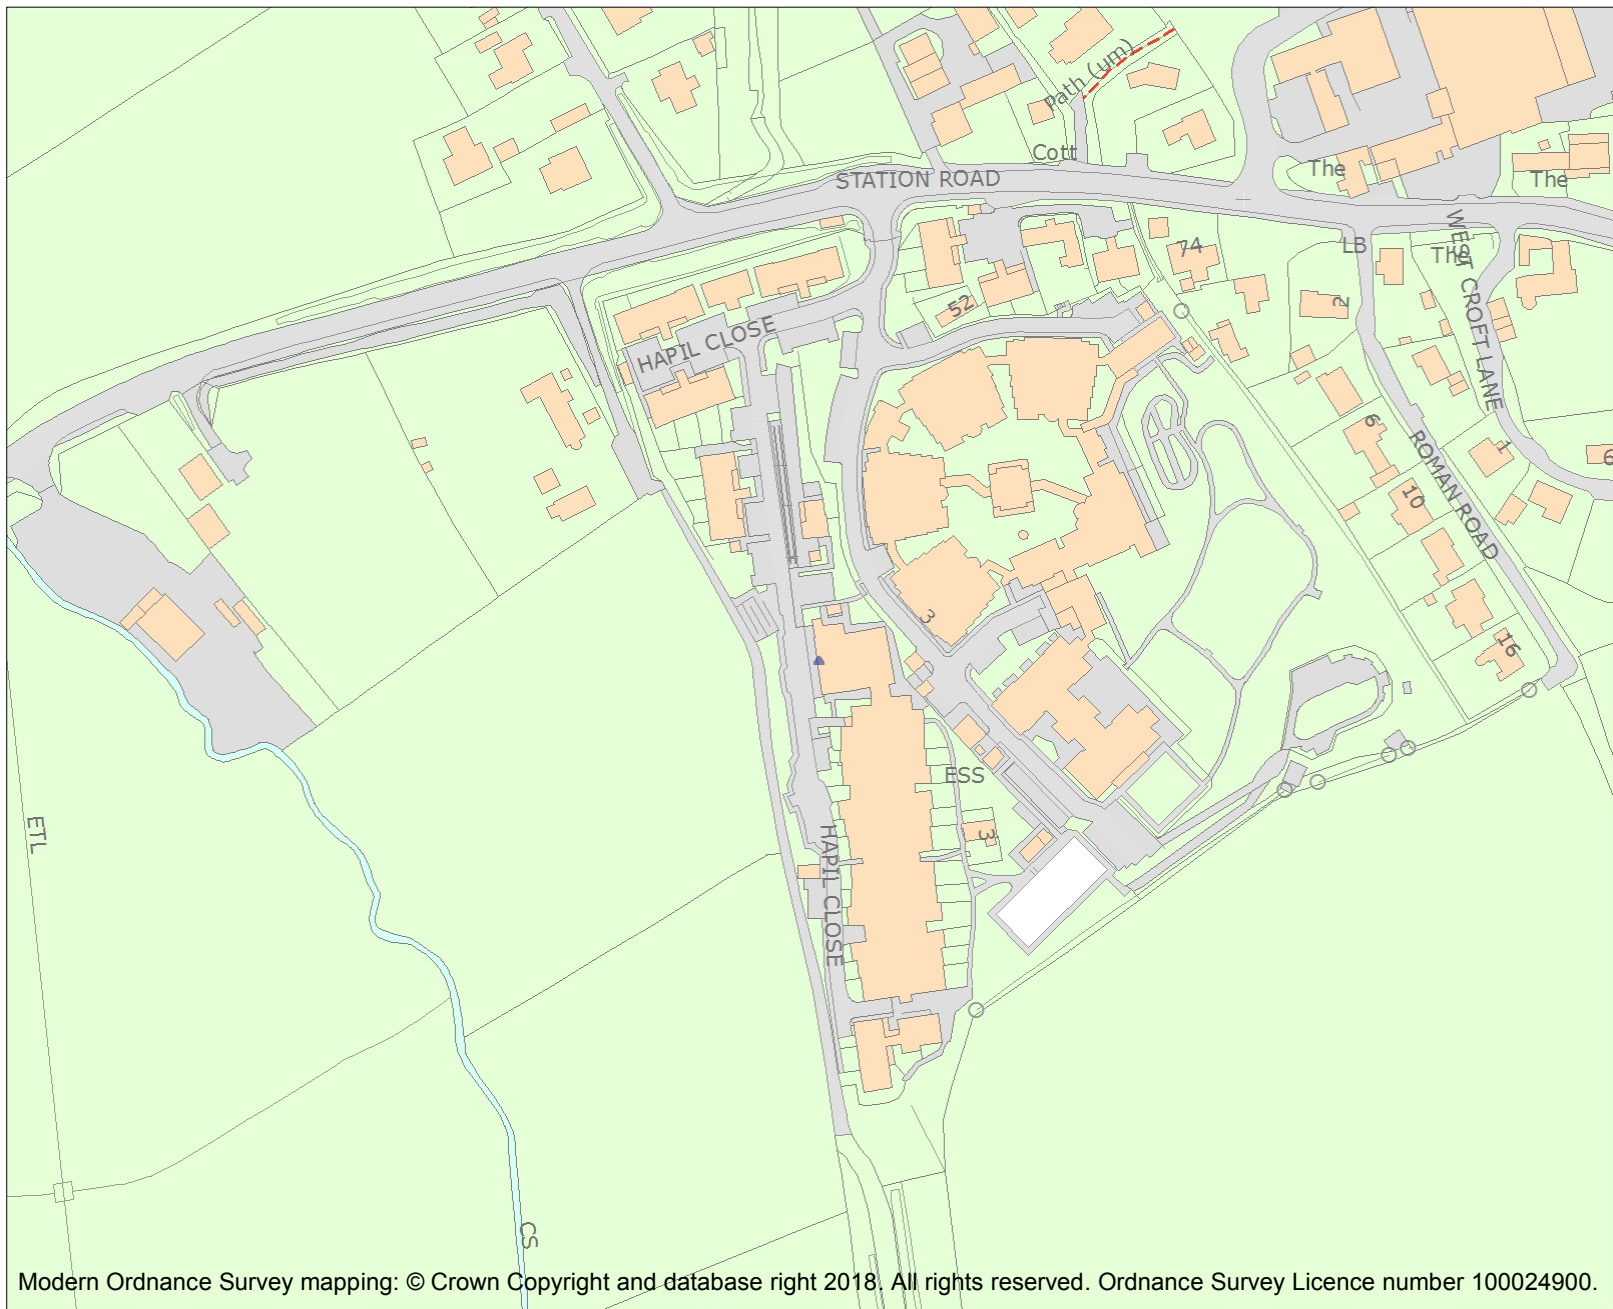 Path (um)
Cott
STATION ROAD
The
The
WEST CROFT LANE
74
LB
The
52
2
HAPIL CLOSE
6
1
6
ROMAN ROAD
10
3
16
ESS
3
ETL
HAPIL CLOSE
CS
Modern Ordnance Survey mapping: © Crown Copyright and database right 2018. All rights reserved. Ordnance Survey Licence number 100024900.